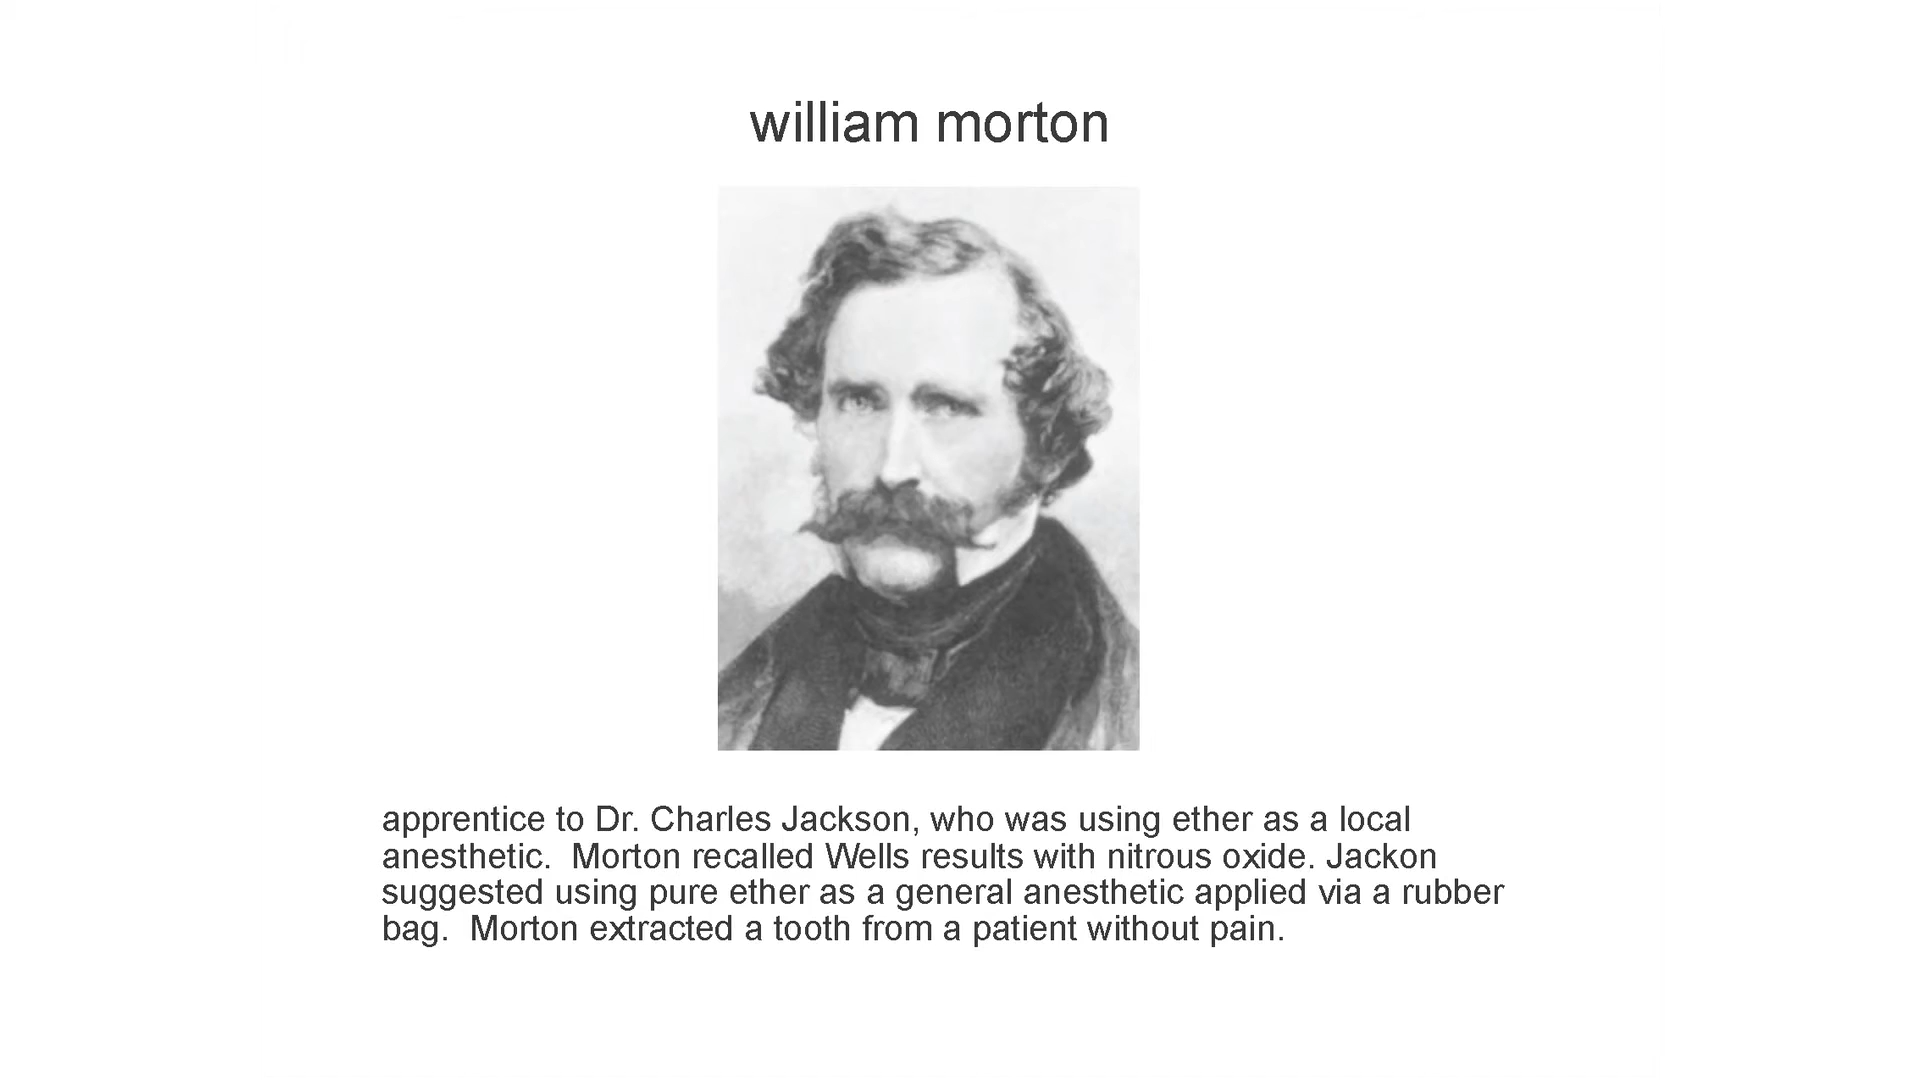 william morton
apprentice to Dr. Charles Jackson, who was using ether as a local
anesthetic.  Morton recalled Wells results with nitrous oxide. Jackon
suggested using pure ether as a general anesthetic applied via a rubber
bag.  Morton extracted a tooth from a patient without pain.